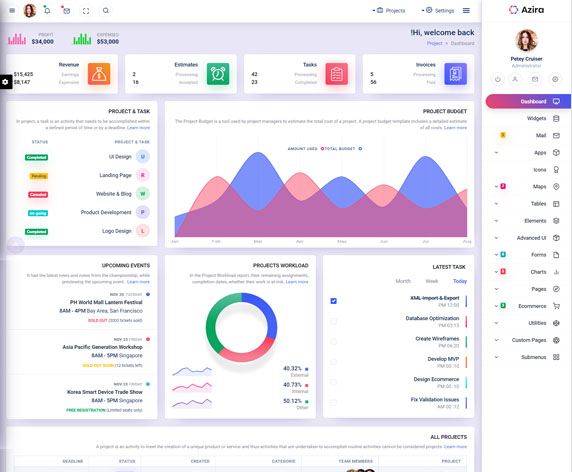 Projects
Settings
Azira
PROFIT
$34,000
EXPENSES
$53,000
!Hi, welcome back
Project
Dashboard
Petey Cruiser
Administrator
Revenue
$15,425 Earnings
$8,147 Expense
Estimates
2 Processing
16 Accepted
Tasks
42 Processing
23 Completed
Invoices
5 Processing
56 Paid
Dashboard
Widgets
Mail
Apps
Icons
Maps
Tables
Elements
Advanced UI
Forms
Charts
Pages
Ecommerce
Utilities
Custom Pages
Submenus
PROJECT & TASK
In project, a task is an activity that needs to be accomplished
within a defined period of time or by a deadline. Learn more
STATUS
PROJECT & TASK
Completed UI Design U
Pending Landing Page R
Canceled Website & Blog W
on-going Product Development P
Completed Logo Design L
PROJECT BUDGET
The Project Budget is a tool used by project managers to estimate the total cost of a project. A project budget template includes a detailed estimate
of all costs. Learn more
AMOUNT USED
TOTAL BUDGET
Jan Feb Mar Apr May Jun Jul Aug
UPCOMING EVENTS
It had the latest news and notes from the championship, while
previewing the upcoming event. Learn more
NOV 20 TUESDAY
PH World Mall Lantern Festival
8AM - 4PM Bay Area, San Francisco
SOLD OUT (3000 tickets sold)
NOV 23 FRIDAY
Asia Pacific Generation Workshop
8AM - 5PM Singapore
SOLD OUT SOON (12 tickets left)
NOV 23 FRIDAY
Korea Smart Device Trade Show
8AM - 5PM Singapore
FREE REGISTRATION (Limited seats only)
PROJECTS WORKLOAD
In the Project Workload report, their remaining assignments,
completion dates, whether their work is at risk. Learn more
40.32%
External
40.73%
Internal
50.12%
Other
LATEST TASK
Month Week Today
XML Import & Export
PM 12:00
Database Optimization
PM 02:13
Create Wireframes
PM 06:20
Develop MVP
PM 00:10
Design Ecommerce
PM 00:10
Fix Validation Issues
AM 00:12
ALL PROJECTS
A project is an activity to meet the creation of a unique product or service and thus activities that are undertaken to accomplish routine activities cannot be considered projects. Learn more
DEADLINE STATUS CREATED CATEGORIE TEAM MEMBERS PROJECT